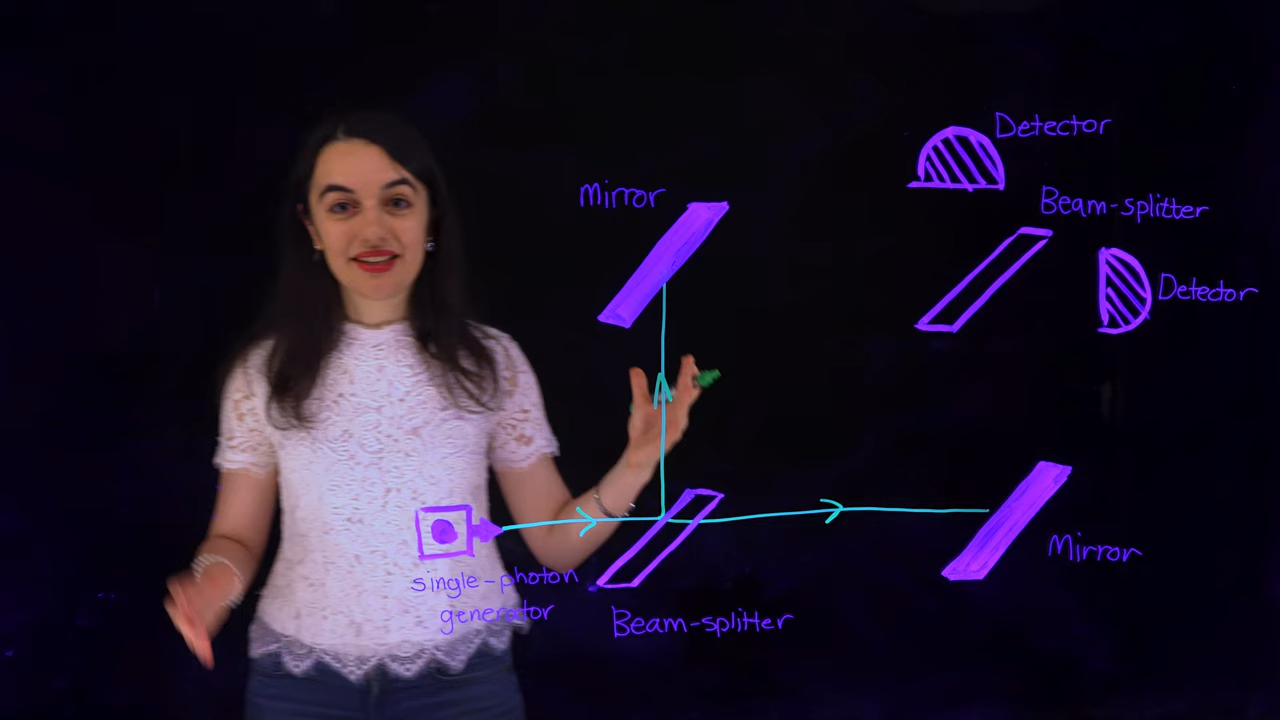 Detector
Mirror
Beam-splitter
Detector
Mirror
single-photon
generator
Beam-splitter